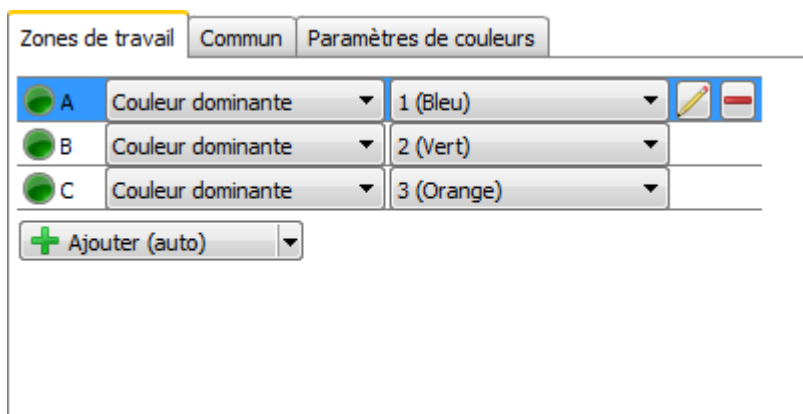 Zones de travail Commun Paramètres de couleurs
A Couleur dominante 1 (Bleu)
B Couleur dominante 2 (Vert)
C Couleur dominante 3 (Orange)
Ajouter (auto)